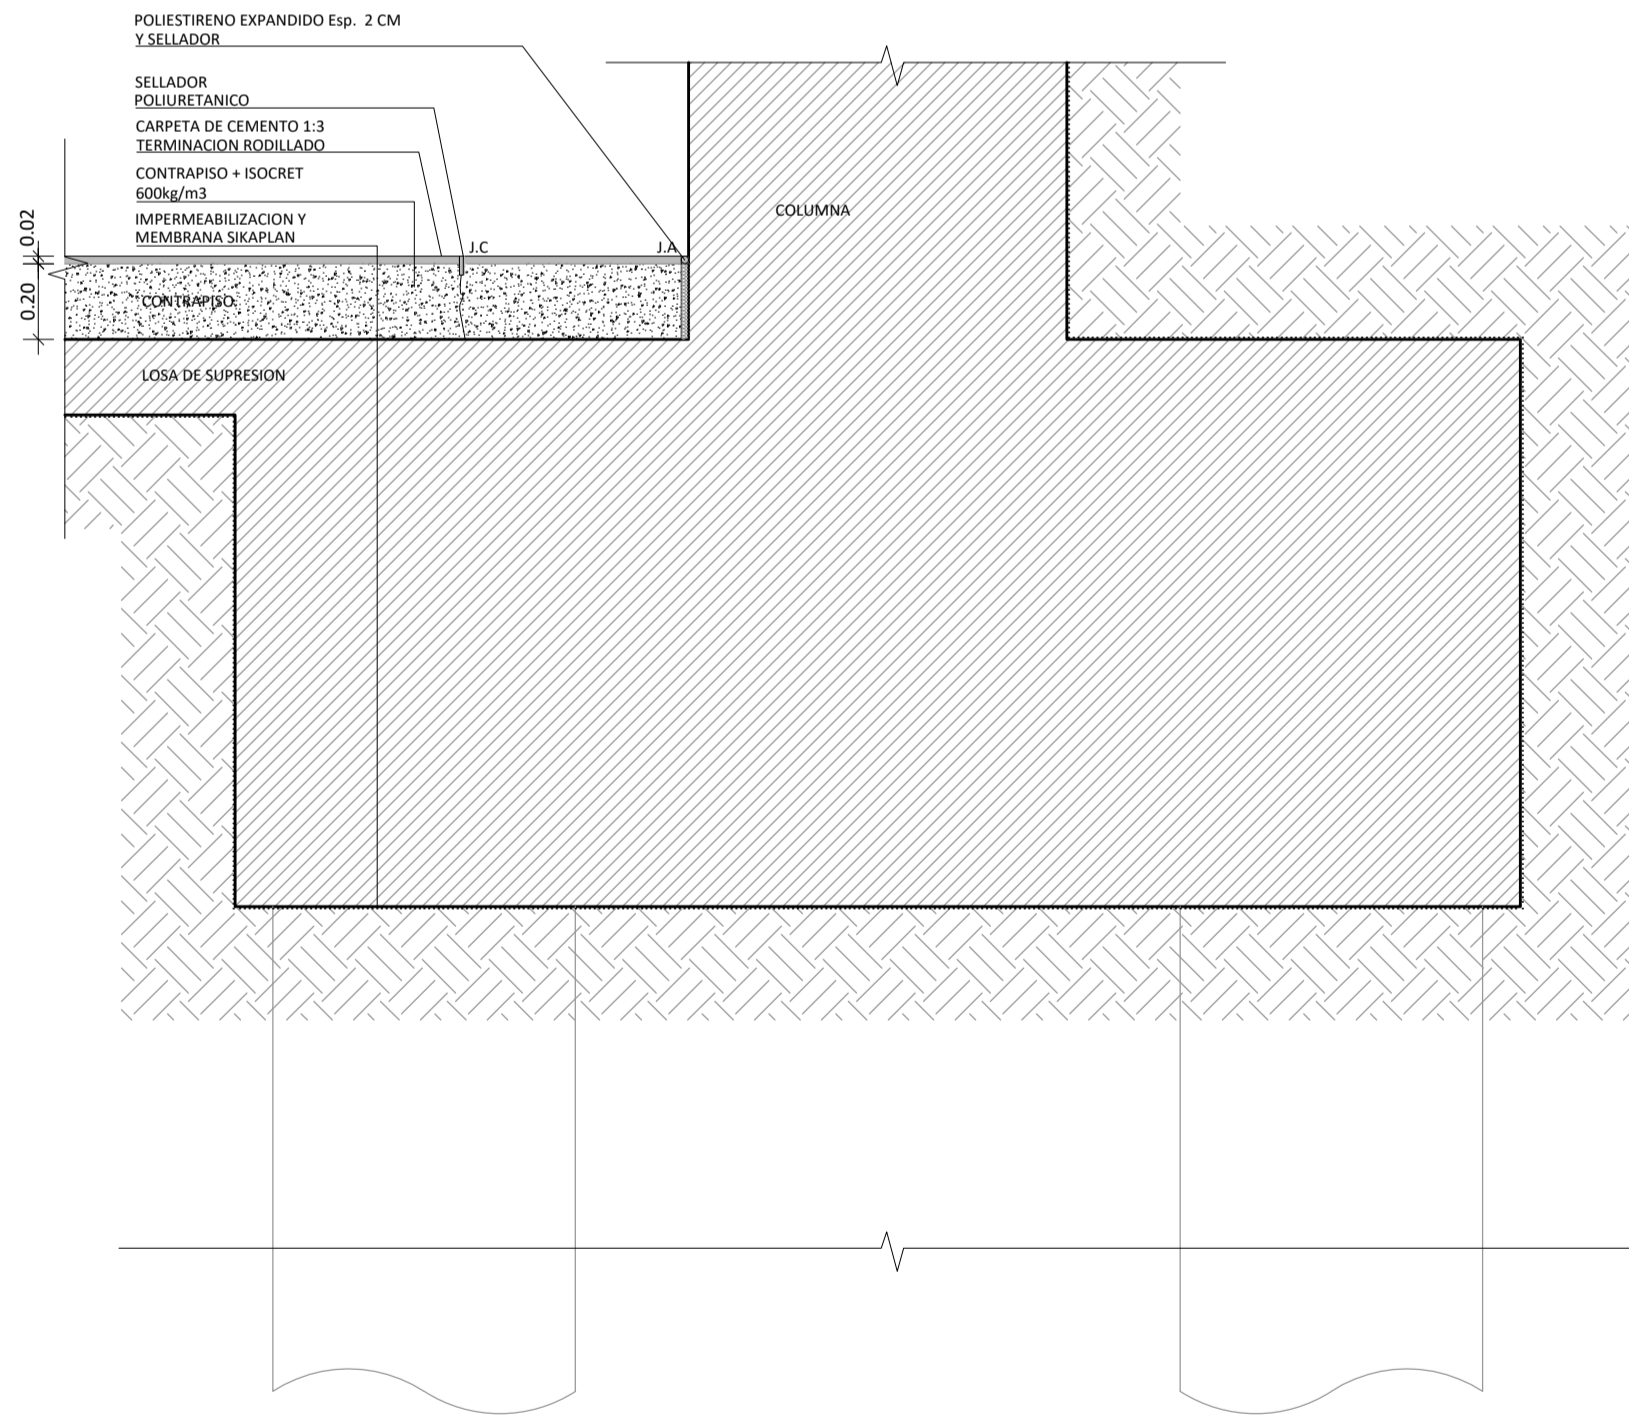 POLIESTIRENO EXPANDIDO Esp. 2 CM
Y SELLADOR
SELLADOR
POLIURETANICO
CARPETA DE CEMENTO 1:3
TERMINACION RODILLADO
CONTRAPISO + ISOCRET
600kg/m3
IMPERMEABILIZACION Y
MEMBRANA SIKAPLAN
COLUMNA
0.02
J.C
J.A
0.20
CONTRAPISO
LOSA DE SUPRESION